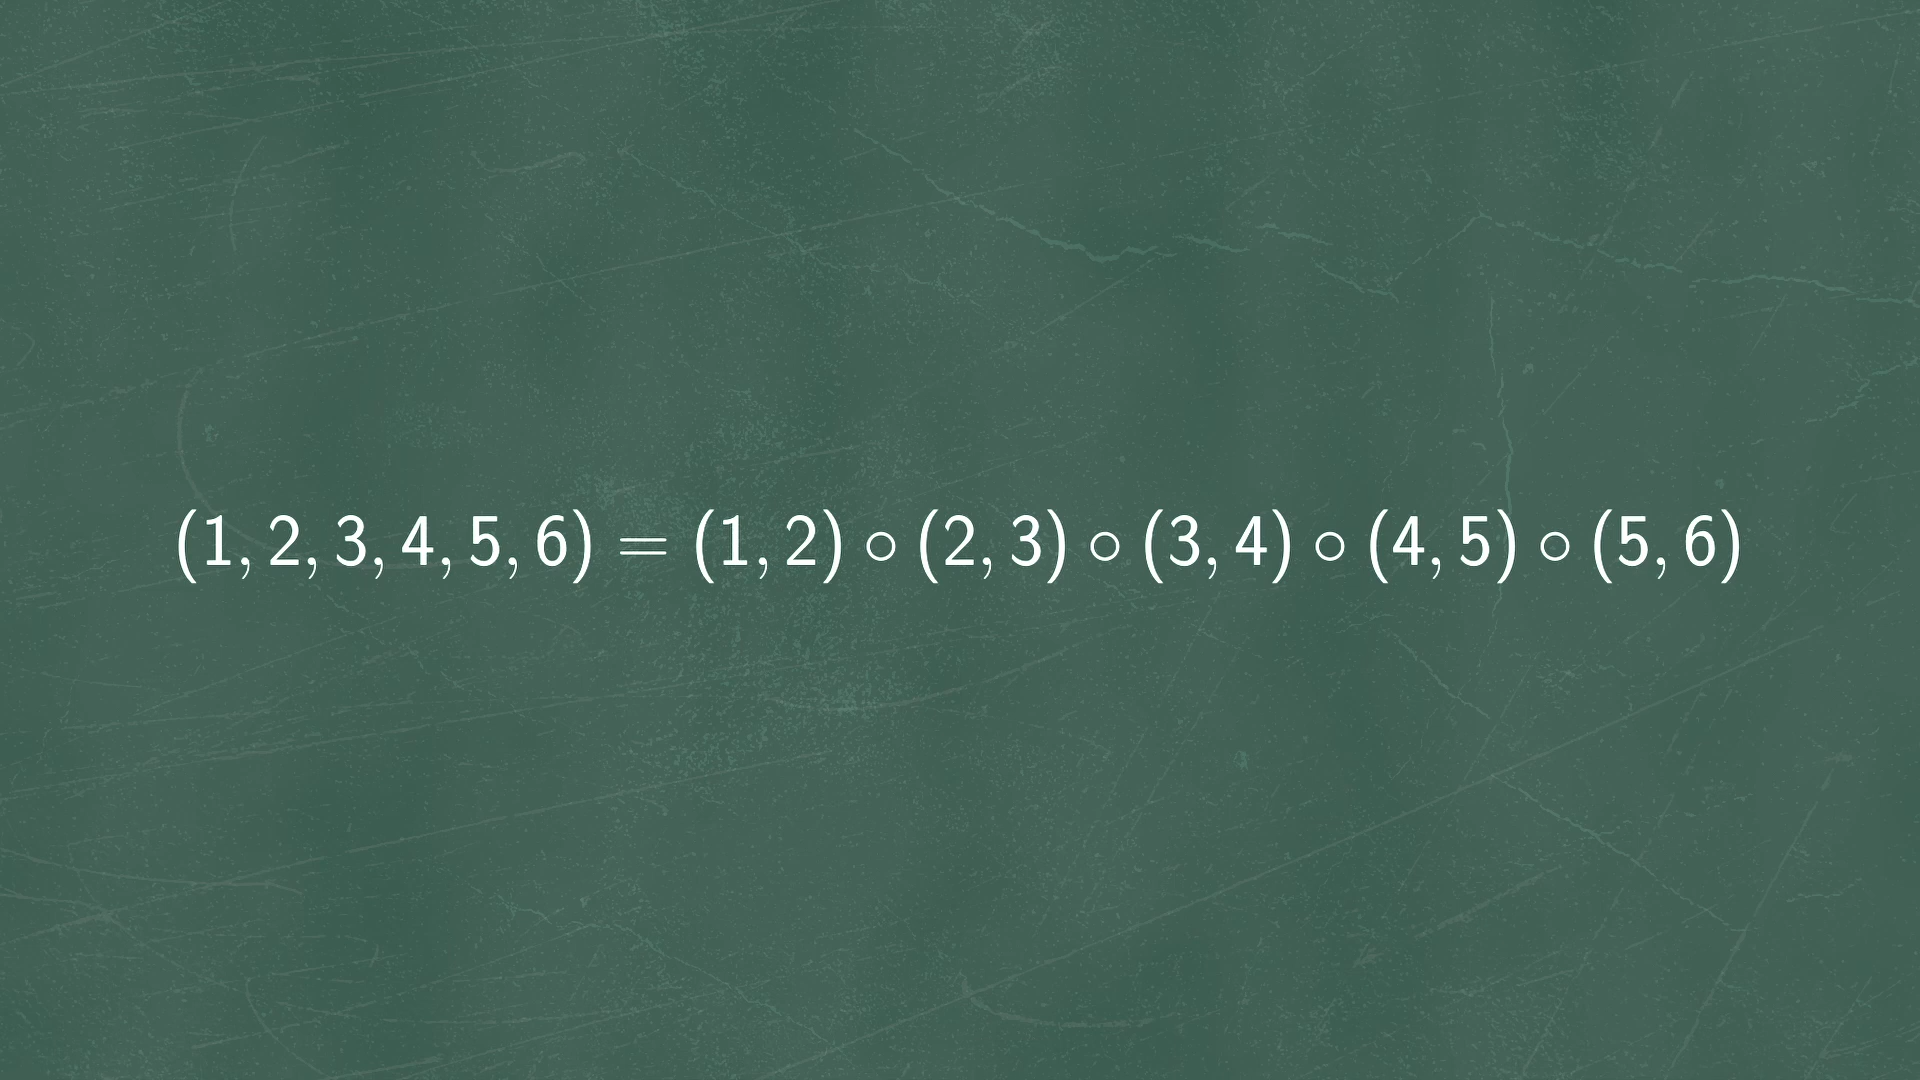 (1, 2, 3, 4, 5, 6) = (1, 2) ∘ (2, 3) ∘ (3, 4) ∘ (4, 5) ∘ (5, 6)